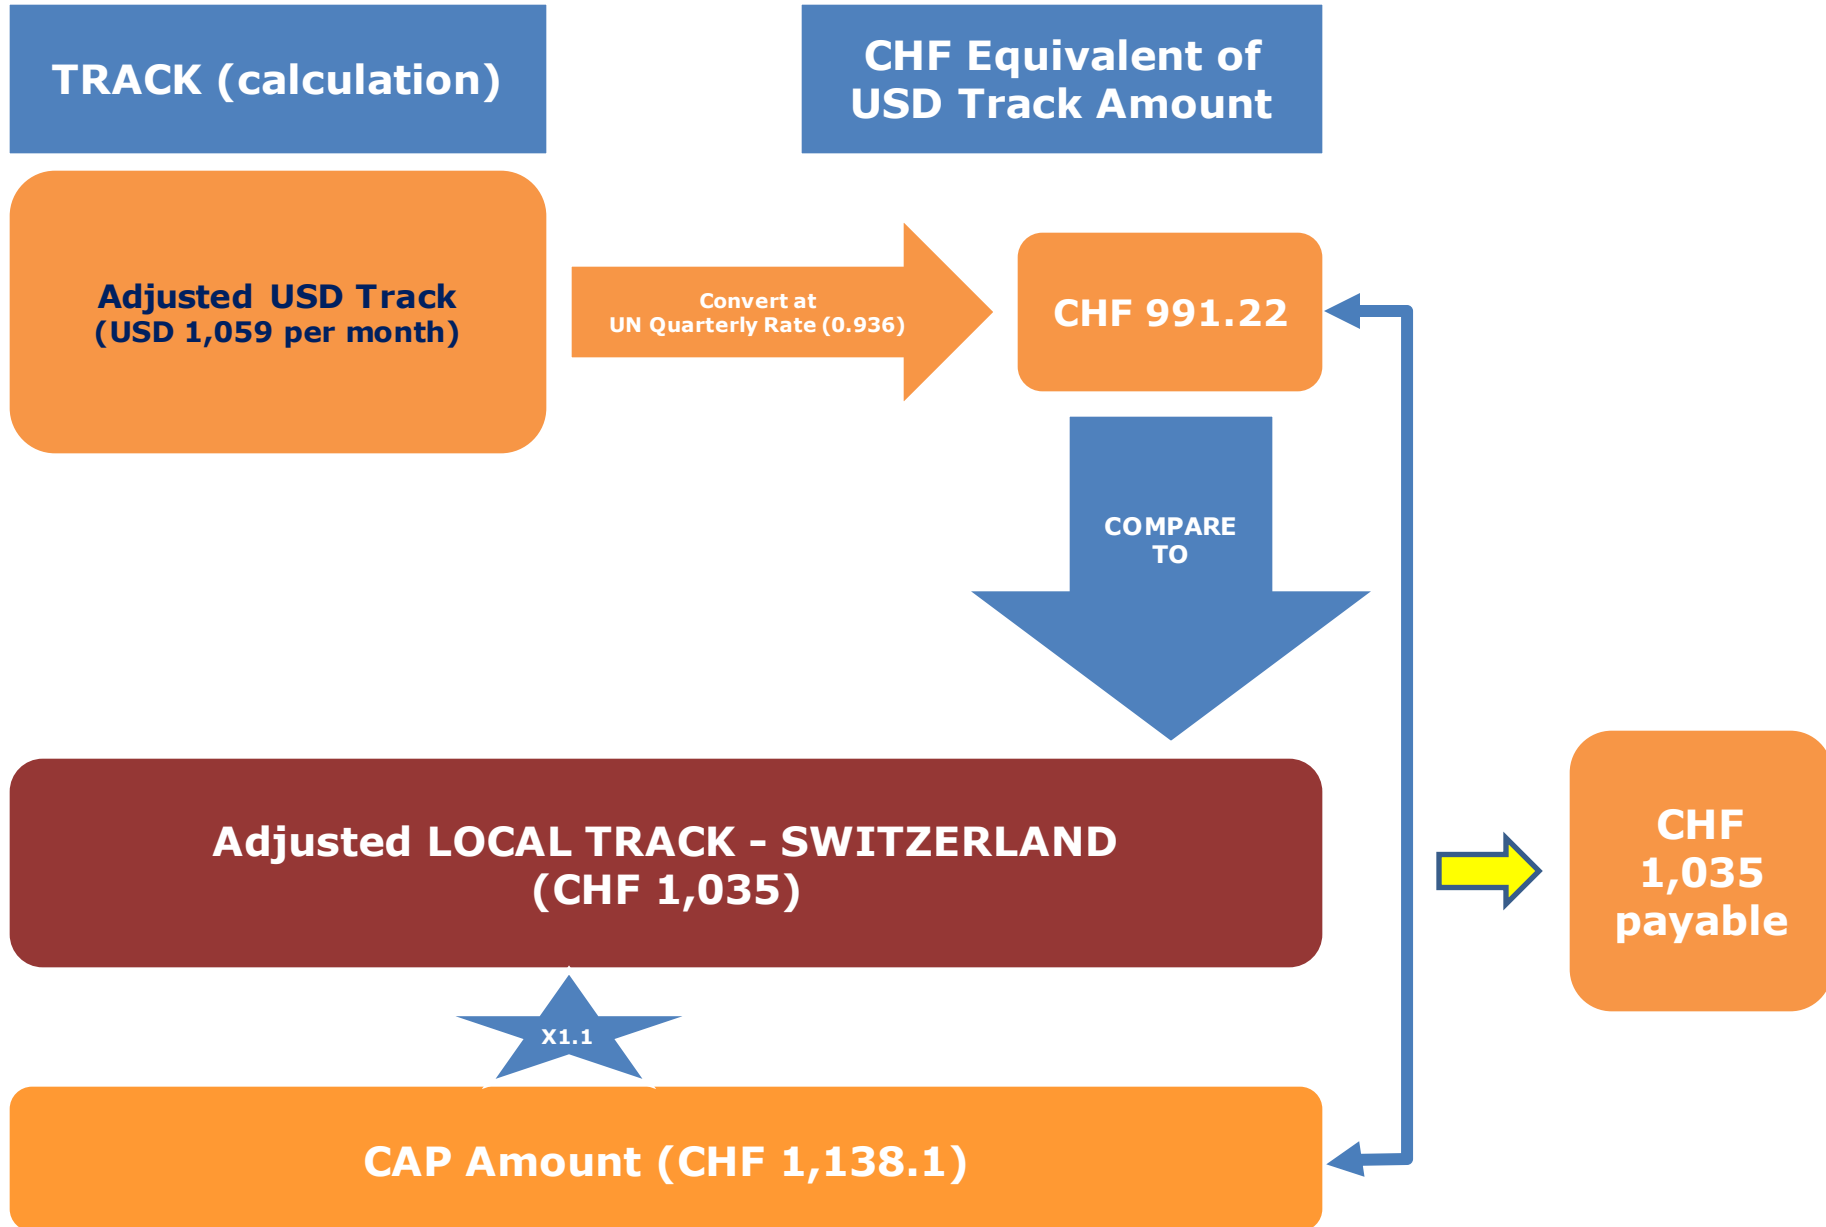 TRACK (calculation)
CHF Equivalent of
USD Track Amount
Adjusted USD Track
(USD 1,059 per month)
Convert at
UN Quarterly Rate (0.936)
CHF 991.22
COMPARE
TO
Adjusted LOCAL TRACK - SWITZERLAND
(CHF 1,035)
CHF
1,035
payable
X1.1
CAP Amount (CHF 1,138.1)